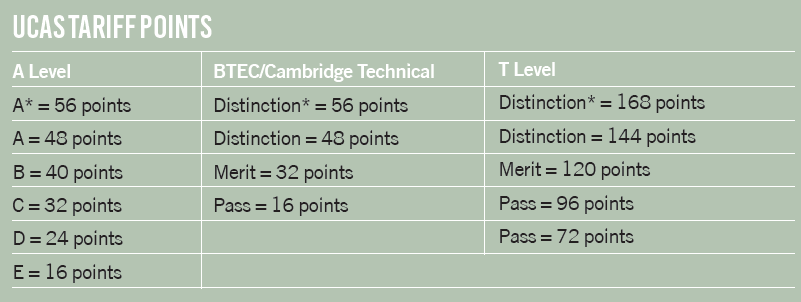 UCAS TARIFF POINTS
A Level BTEC/Cambridge Technical T Level
A* = 56 points Distinction* = 56 points Distinction* = 168 points
A = 48 points Distinction = 48 points Distinction = 144 points
B = 40 points Merit = 32 points Merit = 120 points
C = 32 points Pass = 16 points Pass = 96 points
D = 24 points Pass = 72 points
E = 16 points